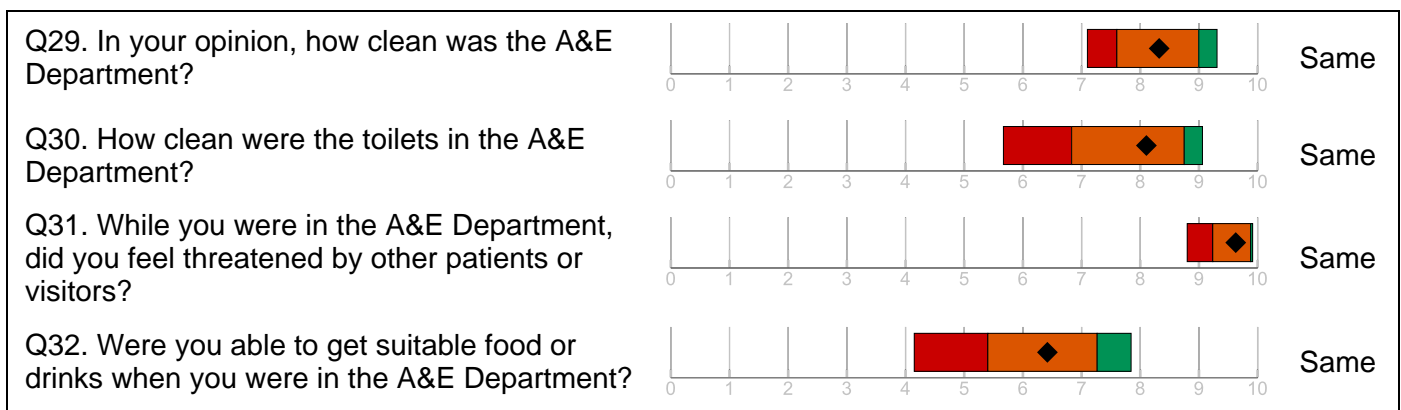 Q29. In your opinion, how clean was the A&E
Department?
Same
0 1 2 3 4 5 6 7 8 9 10
Q30. How clean were the toilets in the A&E
Department?
Same
0 1 2 3 4 5 6 7 8 9 10
Q31. While you were in the A&E Department,
did you feel threatened by other patients or
visitors?
Same
0 1 2 3 4 5 6 7 8 9 10
Q32. Were you able to get suitable food or
drinks when you were in the A&E Department?
Same
0 1 2 3 4 5 6 7 8 9 10